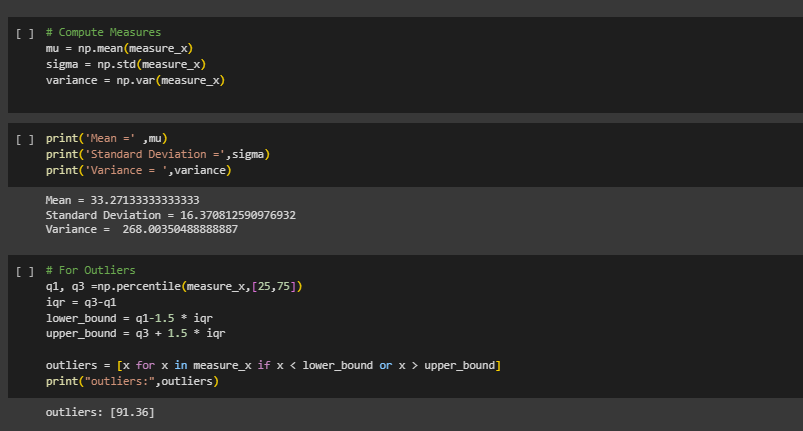 [ ] # Compute Measures
mu = np.mean(measure_x)
sigma = np.std(measure_x)
variance = np.var(measure_x)
[ ] print('Mean =' ,mu)
print('Standard Deviation =',sigma)
print('Variance = ',variance)
Mean = 33.27133333333333
Standard Deviation = 16.370812590976932
Variance =  268.00350488888887
[ ] # For Outliers
q1, q3 =np.percentile(measure_x,[25,75])
iqr = q3-q1
lower_bound = q1-1.5 * iqr
upper_bound = q3 + 1.5 * iqr
outliers = [x for x in measure_x if x < lower_bound or x > upper_bound]
print("outliers:",outliers)
outliers: [91.36]